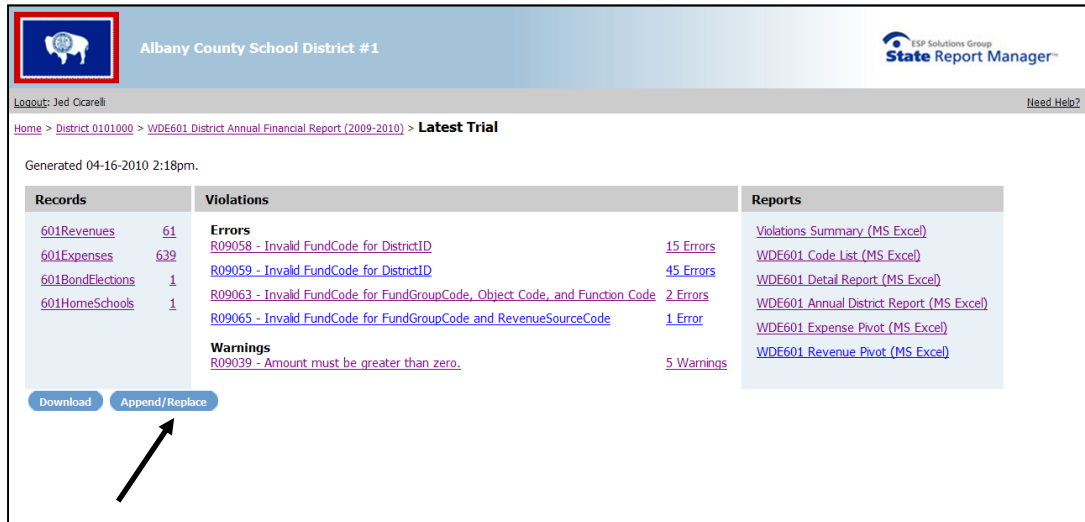 Albany County School District #1
ESP Solutions Group
State Report Manager™
Logout: Jed Cicarelli
Need Help?
Home > District 0101000 > WDE601 District Annual Financial Report (2009-2010) > Latest Trial
Generated 04-16-2010 2:18pm.
Records
601Revenues 61
601Expenses 639
601BondElections 1
601HomeSchools 1
Violations
Errors
R09058 - Invalid FundCode for DistrictID 15 Errors
R09059 - Invalid FundCode for DistrictID 45 Errors
R09063 - Invalid FundCode for FundGroupCode, Object Code, and Function Code 2 Errors
R09065 - Invalid FundCode for FundGroupCode and RevenueSourceCode 1 Error
Warnings
R09039 - Amount must be greater than zero. 5 Warnings
Reports
Violations Summary (MS Excel)
WDE601 Code List (MS Excel)
WDE601 Detail Report (MS Excel)
WDE601 Annual District Report (MS Excel)
WDE601 Expense Pivot (MS Excel)
WDE601 Revenue Pivot (MS Excel)
Download
Append/Replace